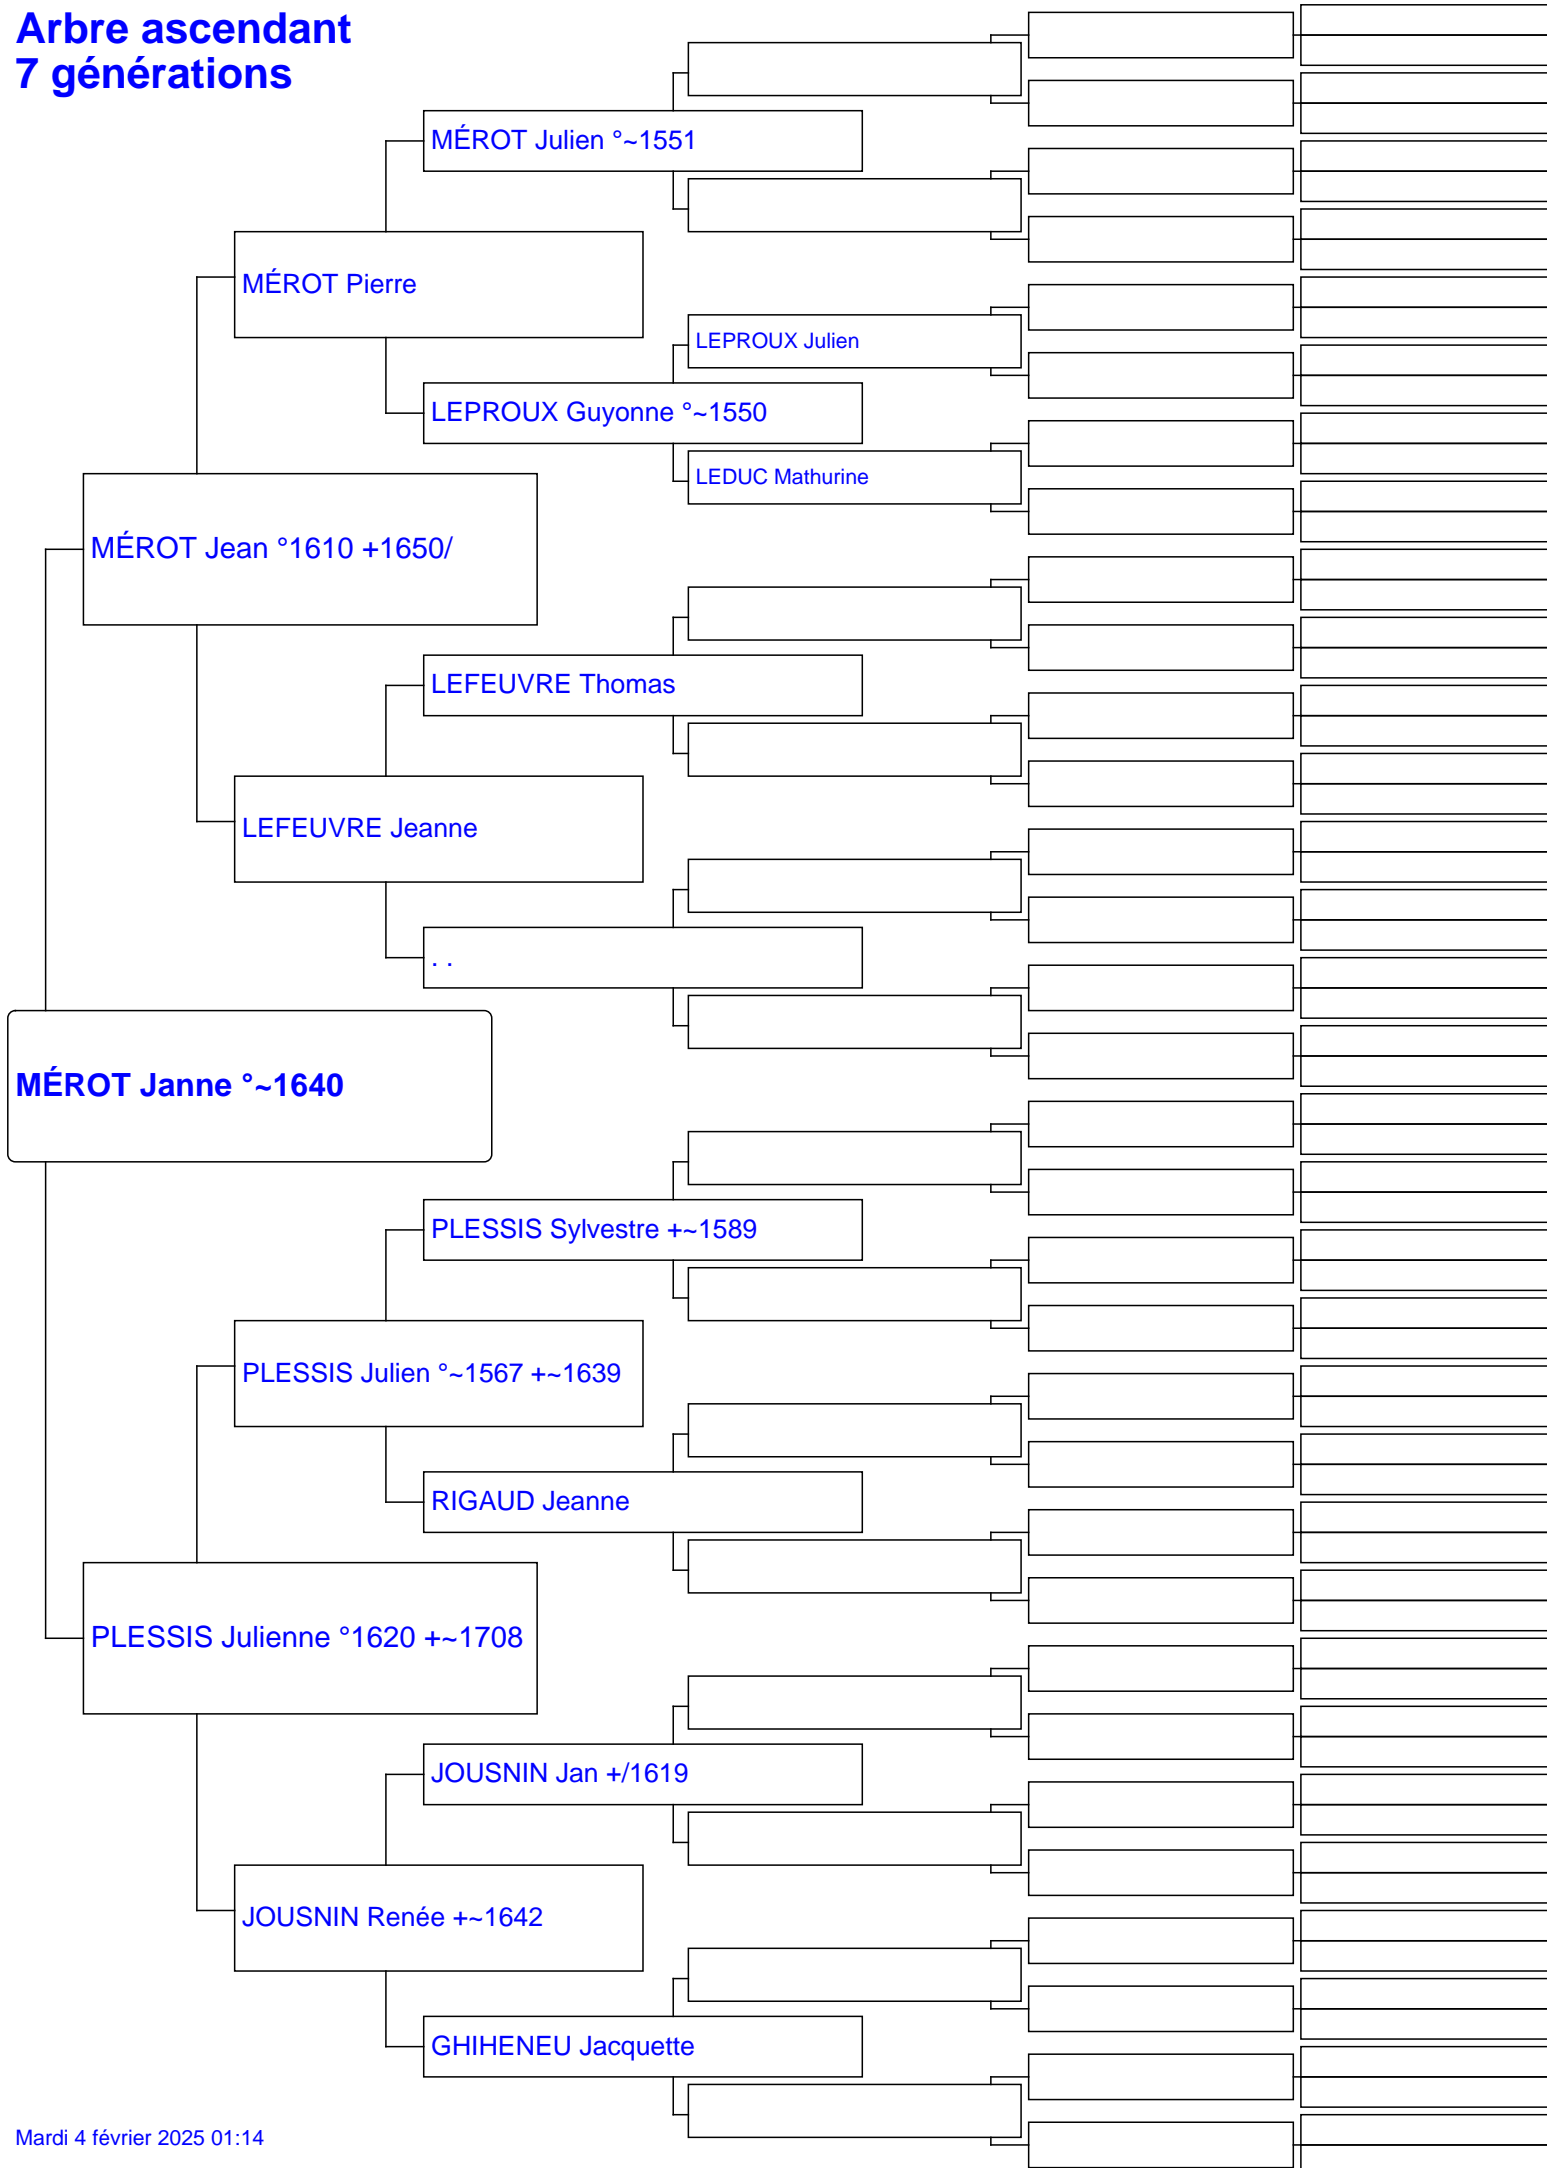 Arbre ascendant
7 générations
MÉROT Julien °~1551
MÉROT Pierre
LEPROUX Julien
LEPROUX Guyonne °~1550
LEDUC Mathurine
MÉROT Jean °1610 +1650/
LEFEUVRE Thomas
LEFEUVRE Jeanne
. .
MÉROT Janne °~1640
PLESSIS Sylvestre +~1589
PLESSIS Julien °~1567 +~1639
RIGAUD Jeanne
PLESSIS Julienne °1620 +~1708
JOUSNIN Jan +/1619
JOUSNIN Renée +~1642
GHIHENEU Jacquette
Mardi 4 février 2025 01:14